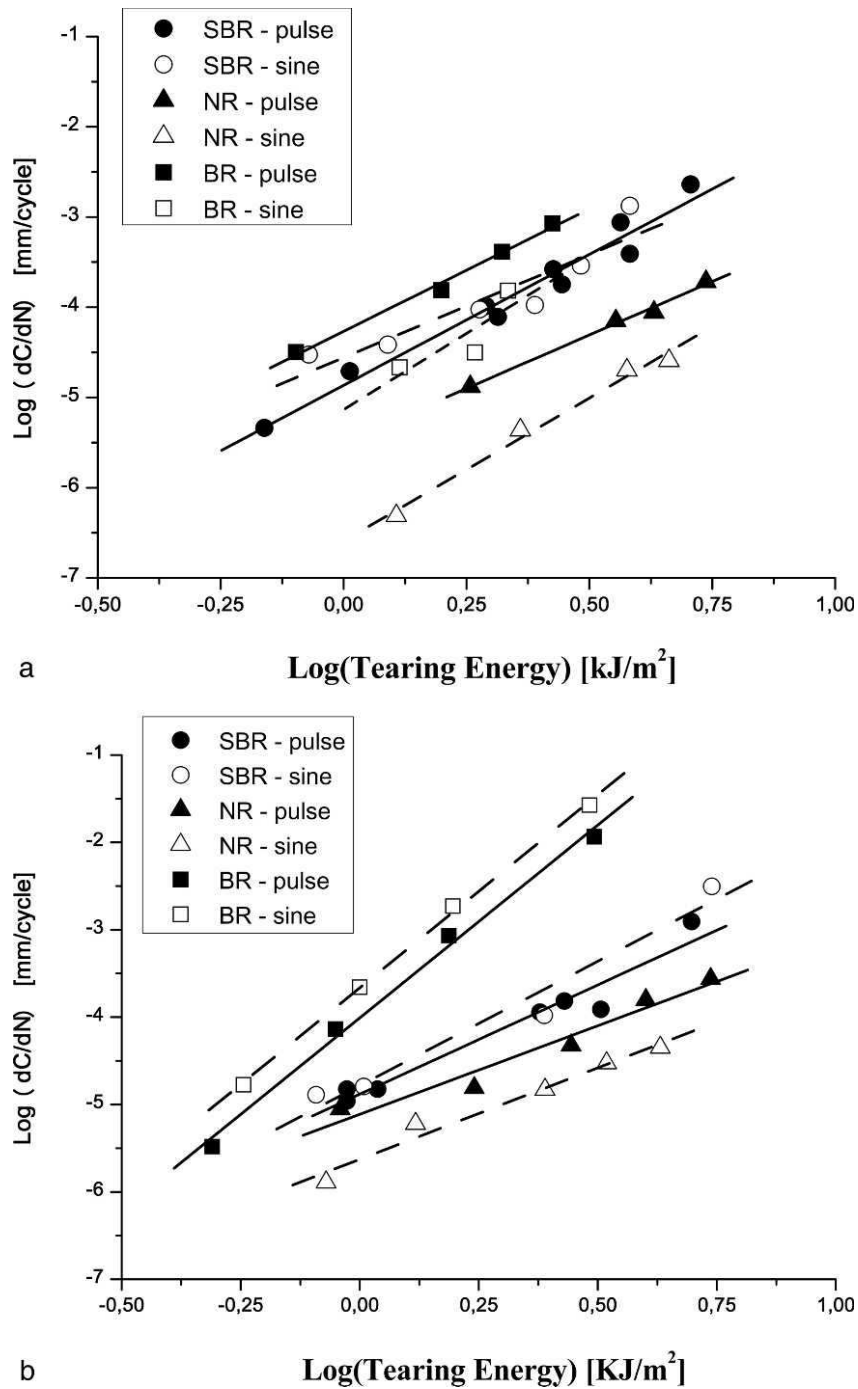 -1
-2
-3
-4
-5
-6
-7
Log ( dC/dN) [mm/cycle]
SBR - pulse
SBR - sine
NR - pulse
NR - sine
BR - pulse
BR - sine
-0,50 -0,25 0,00 0,25 0,50 0,75 1,00
a
Log(Tearing Energy) [kJ/m²]
-1
-2
-3
-4
-5
-6
-7
Log ( dC/dN) [mm/cycle]
SBR - pulse
SBR - sine
NR - pulse
NR - sine
BR - pulse
BR - sine
-0,50 -0,25 0,00 0,25 0,50 0,75 1,00
b
Log(Tearing Energy) [KJ/m²]